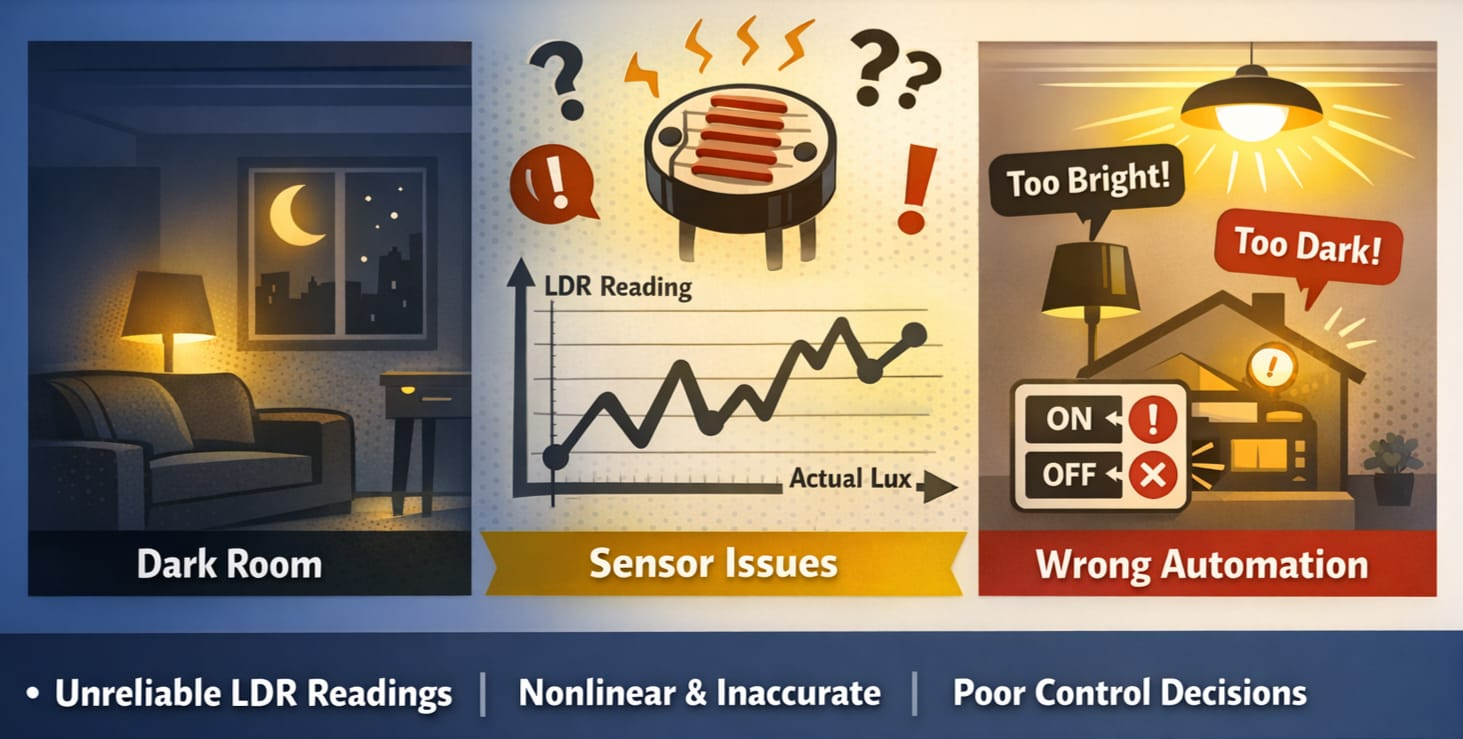 ?
??
!
!
LDR Reading
Actual Lux
Too Bright!
Too Dark!
!
ON !
OFF
Dark Room
Sensor Issues
Wrong Automation
• Unreliable LDR Readings | Nonlinear & Inaccurate | Poor Control Decisions